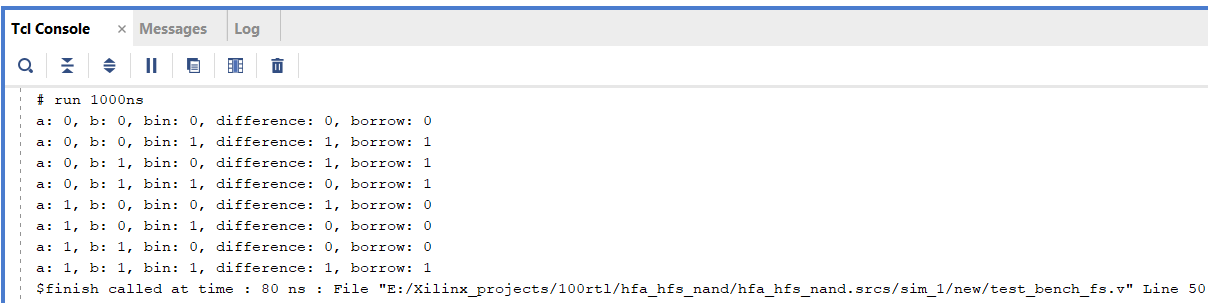 Tcl Console × Messages Log
# run 1000ns
a: 0, b: 0, bin: 0, difference: 0, borrow: 0
a: 0, b: 0, bin: 1, difference: 1, borrow: 1
a: 0, b: 1, bin: 0, difference: 1, borrow: 1
a: 0, b: 1, bin: 1, difference: 0, borrow: 1
a: 1, b: 0, bin: 0, difference: 1, borrow: 0
a: 1, b: 0, bin: 1, difference: 0, borrow: 0
a: 1, b: 1, bin: 0, difference: 0, borrow: 0
a: 1, b: 1, bin: 1, difference: 1, borrow: 1
$finish called at time : 80 ns : File "E:/Xilinx_projects/100rtl/hfa_hfs_nand/hfa_hfs_nand.srcs/sim_1/new/test_bench_fs.v" Line 50